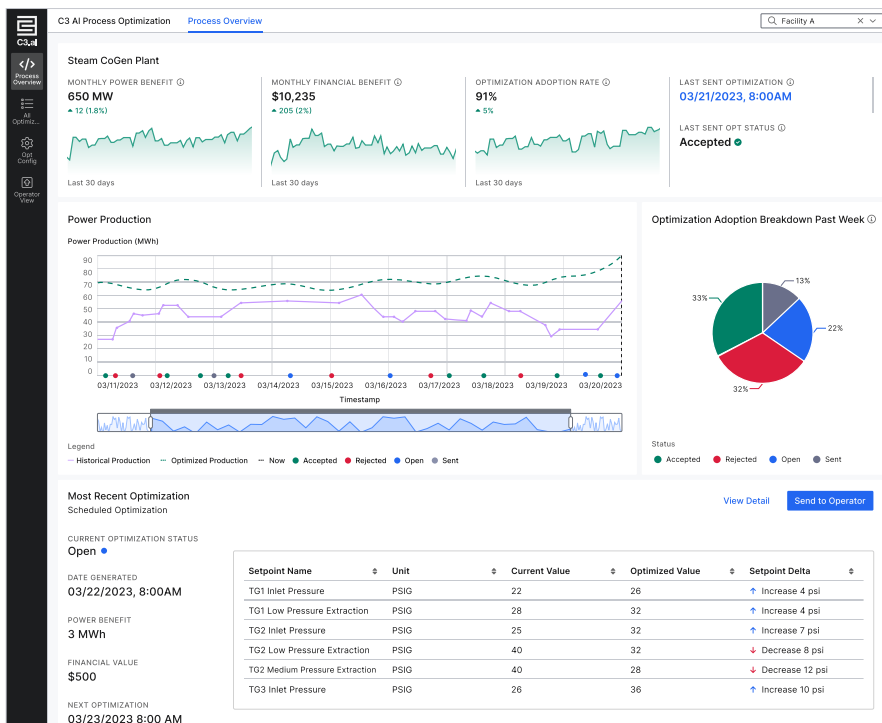 C3.ai
C3 AI Process Optimization
Process Overview
Facility A
Process
Overview
All
Optimiz...
Opt
Config
Operator
View
Steam CoGen Plant
MONTHLY POWER BENEFIT
650 MW
12 (1.8%)
Last 30 days
MONTHLY FINANCIAL BENEFIT
$10,235
205 (2%)
Last 30 days
OPTIMIZATION ADOPTION RATE
91%
5%
Last 30 days
LAST SENT OPTIMIZATION
03/21/2023, 8:00AM
LAST SENT OPT STATUS
Accepted
Power Production
Power Production (MWh)
90
80
70
60
50
40
30
20
10
0
03/11/2023 03/12/2023 03/13/2023 03/14/2023 03/15/2023 03/16/2023 03/17/2023 03/18/2023 03/19/2023 03/20/2023
Timestamp
Legend
Historical Production Optimized Production Now Accepted Rejected Open Sent
Optimization Adoption Breakdown Past Week
13%
33%
22%
32%
Status
Accepted Rejected Open Sent
Most Recent Optimization
Scheduled Optimization
View Detail
Send to Operator
CURRENT OPTIMIZATION STATUS
Open
DATE GENERATED
03/22/2023, 8:00AM
POWER BENEFIT
3 MWh
FINANCIAL VALUE
$500
NEXT OPTIMIZATION
03/23/2023 8:00 AM
Setpoint Name Unit Current Value Optimized Value Setpoint Delta
TG1 Inlet Pressure PSIG 22 26 Increase 4 psi
TG1 Low Pressure Extraction PSIG 28 32 Increase 4 psi
TG2 Inlet Pressure PSIG 25 32 Increase 7 psi
TG2 Low Pressure Extraction PSIG 40 32 Decrease 8 psi
TG2 Medium Pressure Extraction PSIG 40 28 Decrease 12 psi
TG3 Inlet Pressure PSIG 26 36 Increase 10 psi